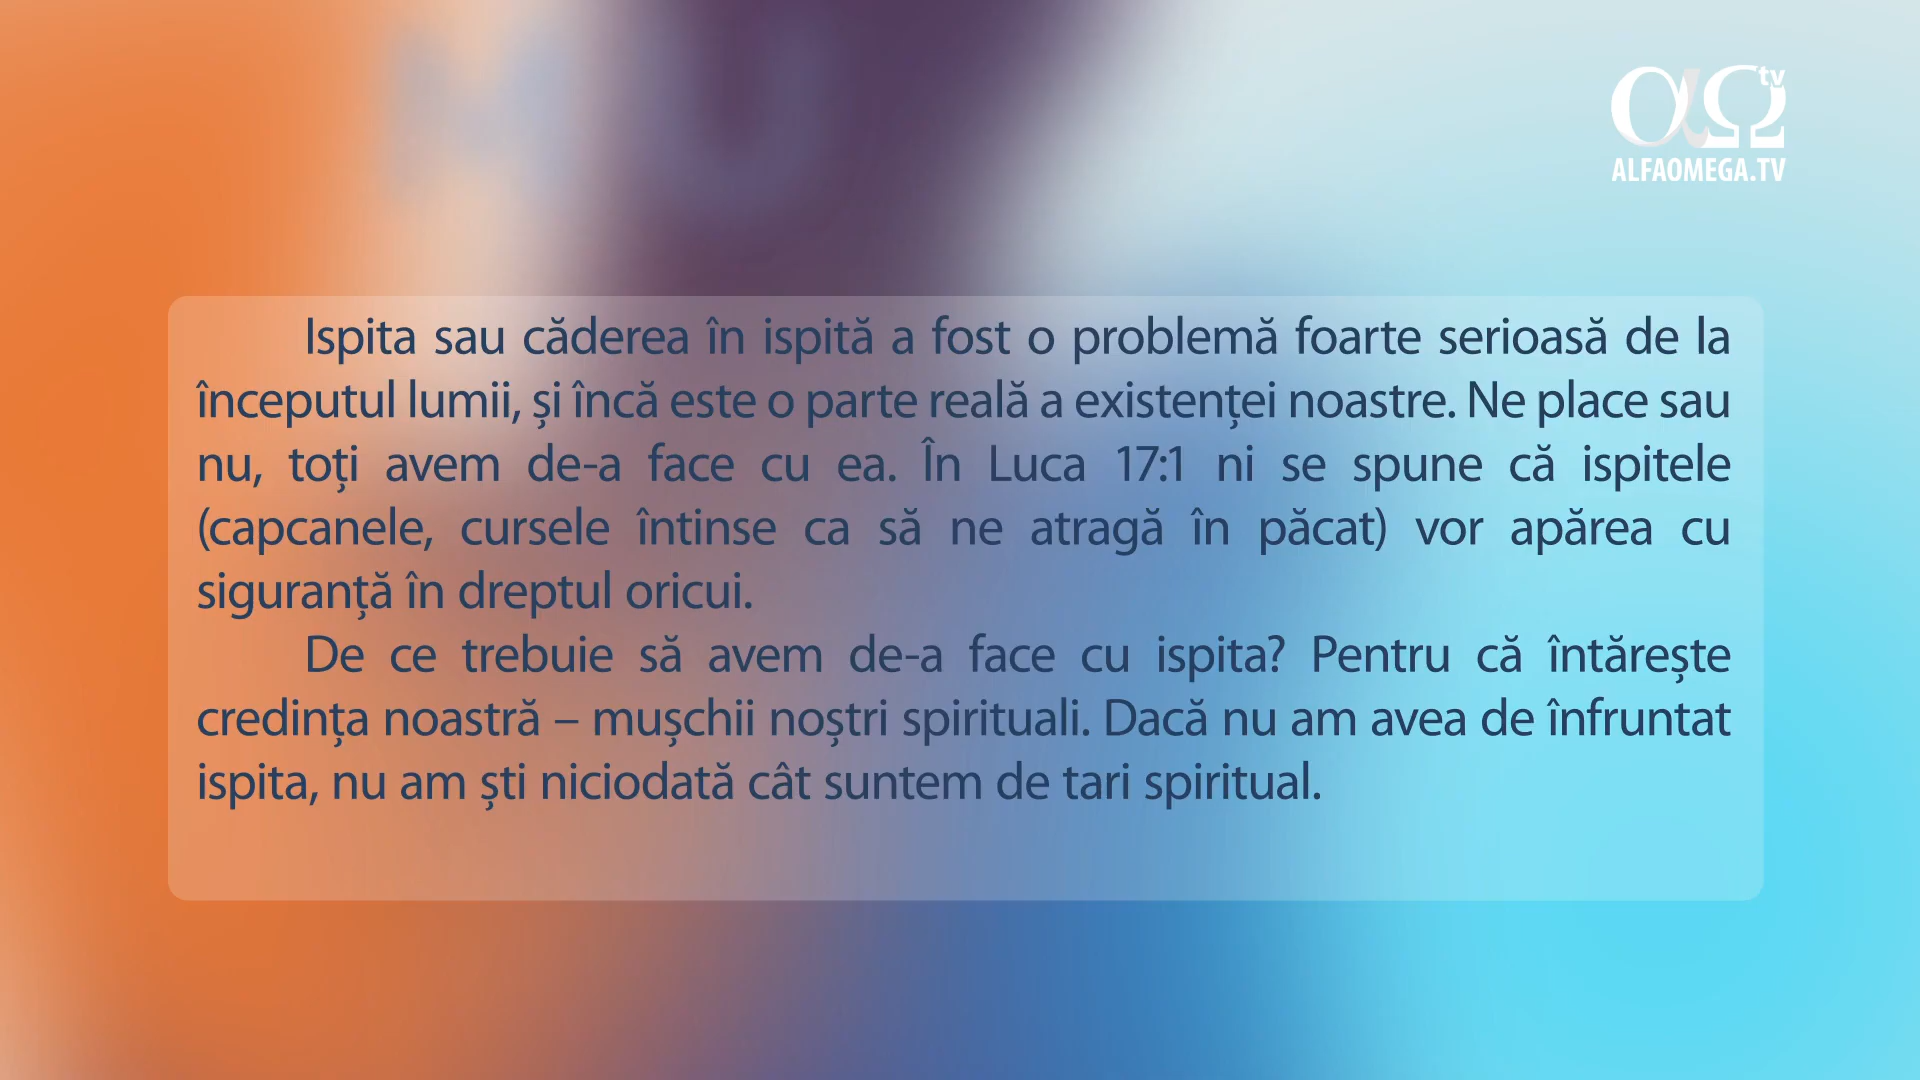 tv
ALFAOMEGA.TV
Ispita sau căderea în ispită a fost o problemă foarte serioasă de la
începutul lumii, și încă este o parte reală a existenței noastre. Ne place sau
nu, toți avem de-a face cu ea. În Luca 17:1 ni se spune că ispitele
(capcanele, cursele întinse ca să ne atragă în păcat) vor apărea cu
siguranță în dreptul oricui.
De ce trebuie să avem de-a face cu ispita? Pentru că întărește
credința noastră – mușchii noștri spirituali. Dacă nu am avea de înfruntat
ispita, nu am ști niciodată cât suntem de tari spiritual.